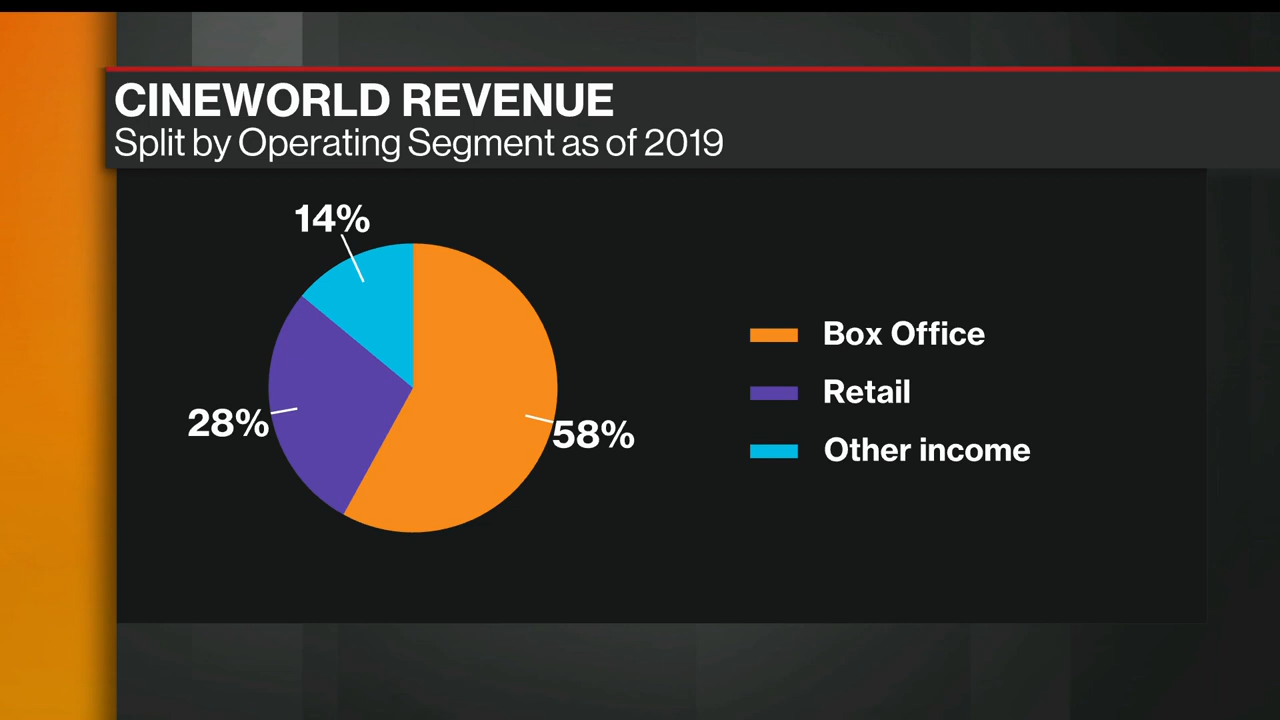 CINEWORLD REVENUE
Split by Operating Segment as of 2019
14%
28%
58%
Box Office
Retail
Other income